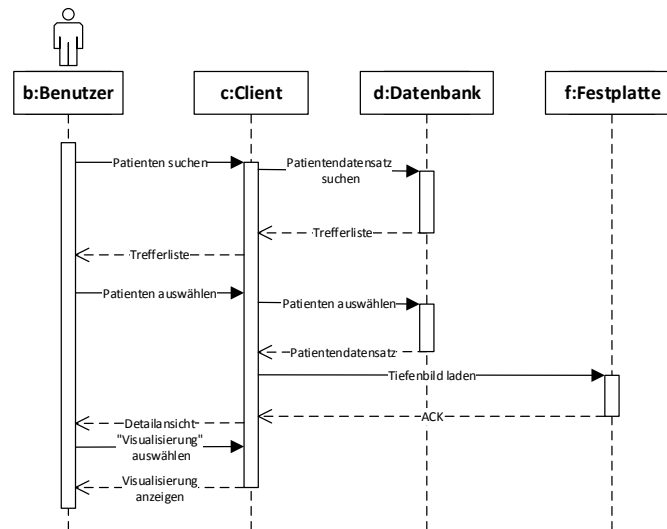 b:Benutzer
c:Client
d:Datenbank
f:Festplatte
Patienten suchen
Patientendatensatz
suchen
Trefferliste
Trefferliste
Patienten auswählen
Patienten auswählen
Patientendatensatz
Tiefenbild laden
ACK
Detailansicht
"Visualisierung"
auswählen
Visualisierung
anzeigen